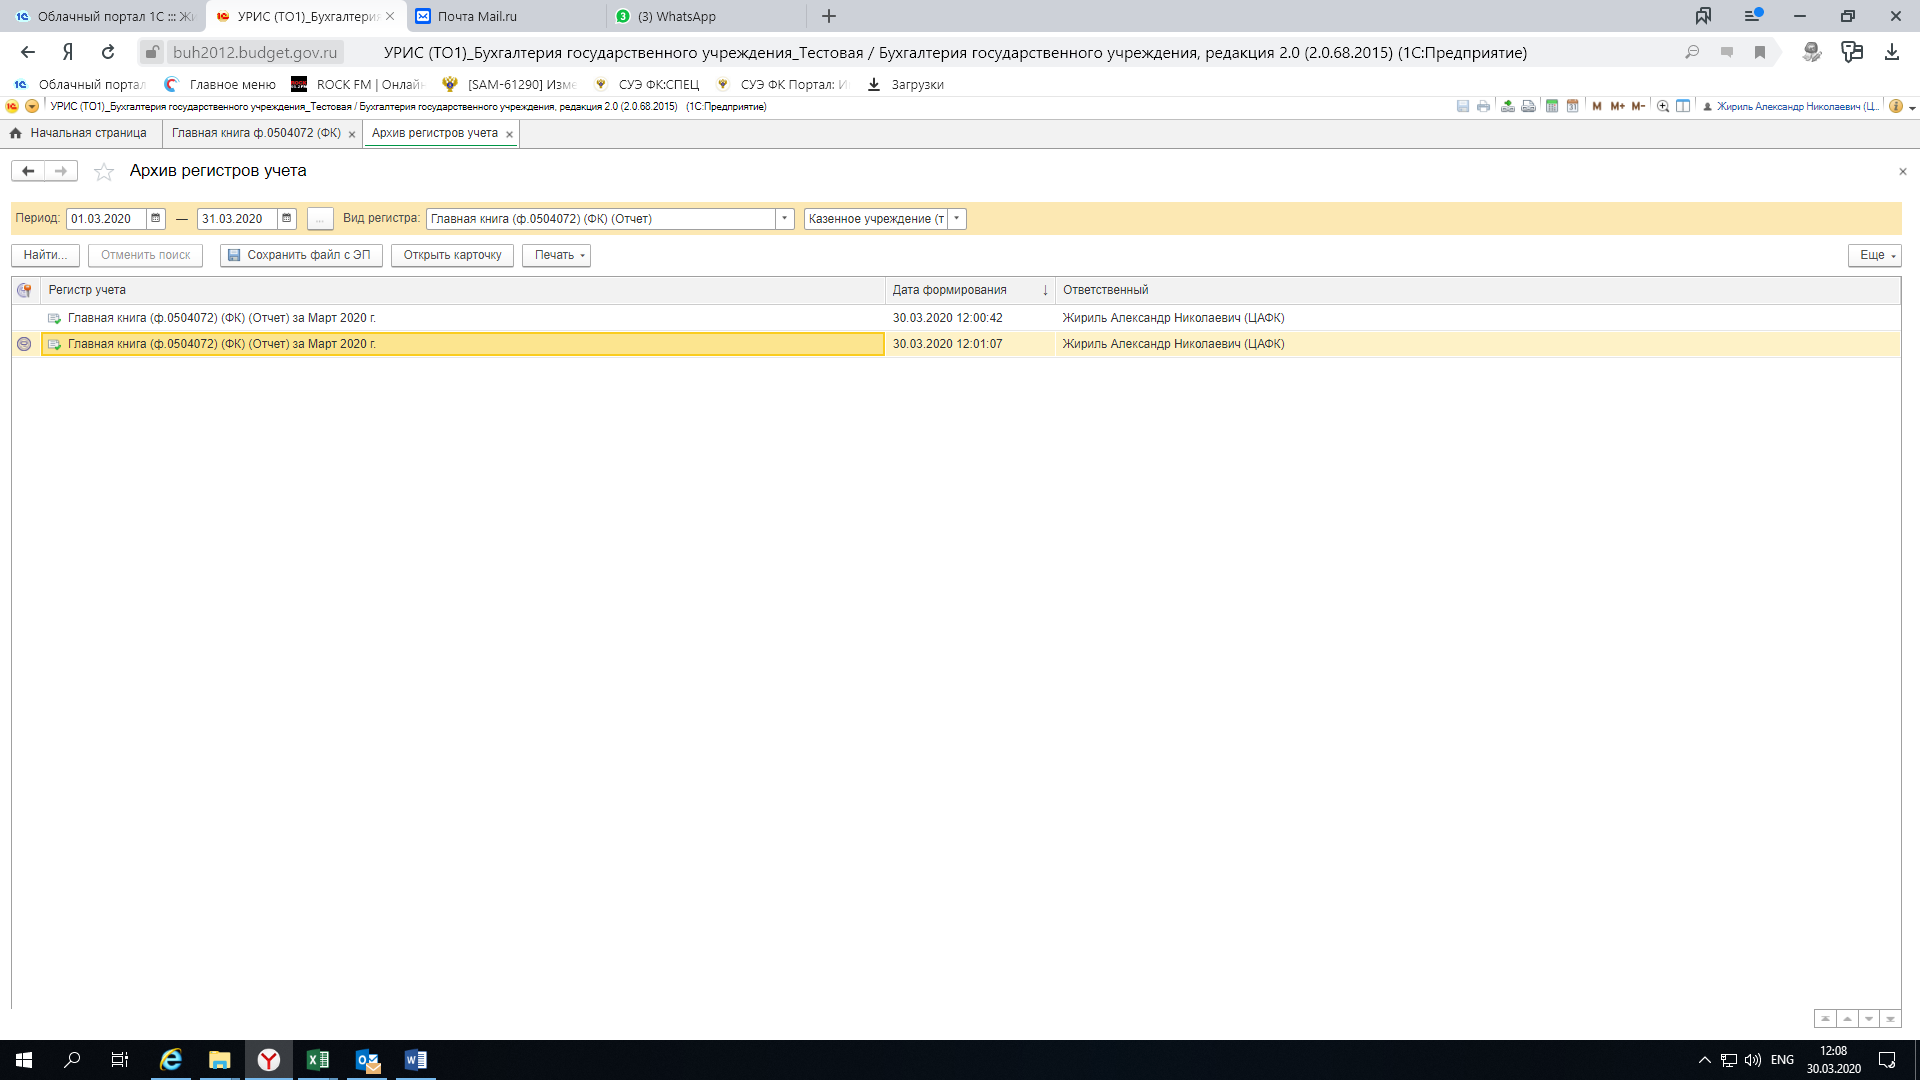 Облачный портал 1С ::: Жи
УРИС (ТО1)_Бухгалтерия
Почта Mail.ru
(3) WhatsApp
buh2012.budget.gov.ru
УРИС (ТО1)_Бухгалтерия государственного учреждения_Тестовая / Бухгалтерия государственного учреждения, редакция 2.0 (2.0.68.2015) (1С:Предприятие)
Облачный портал Главное меню ROCK FM | Онлайн [SAM-61290] Изме СУЭ ФК:СПЕЦ СУЭ ФК Портал: И Загрузки
УРИС (ТО1)_Бухгалтерия государственного учреждения_Тестовая / Бухгалтерия государственного учреждения, редакция 2.0 (2.0.68.2015) (1С:Предприятие)
M M+ M- Жириль Александр Николаевич (Ц...
Начальная страница Главная книга ф.0504072 (ФК) Архив регистров учета
Архив регистров учета
Период: 01.03.2020 — 31.03.2020 ... Вид регистра: Главная книга (ф.0504072) (ФК) (Отчет) Казенное учреждение (т
Найти... Отменить поиск Сохранить файл с ЭП Открыть карточку Печать Еще
Регистр учета Дата формирования ↓ Ответственный
Главная книга (ф.0504072) (ФК) (Отчет) за Март 2020 г. 30.03.2020 12:00:42 Жириль Александр Николаевич (ЦАФК)
Главная книга (ф.0504072) (ФК) (Отчет) за Март 2020 г. 30.03.2020 12:01:07 Жириль Александр Николаевич (ЦАФК)
ENG
12:08
30.03.2020